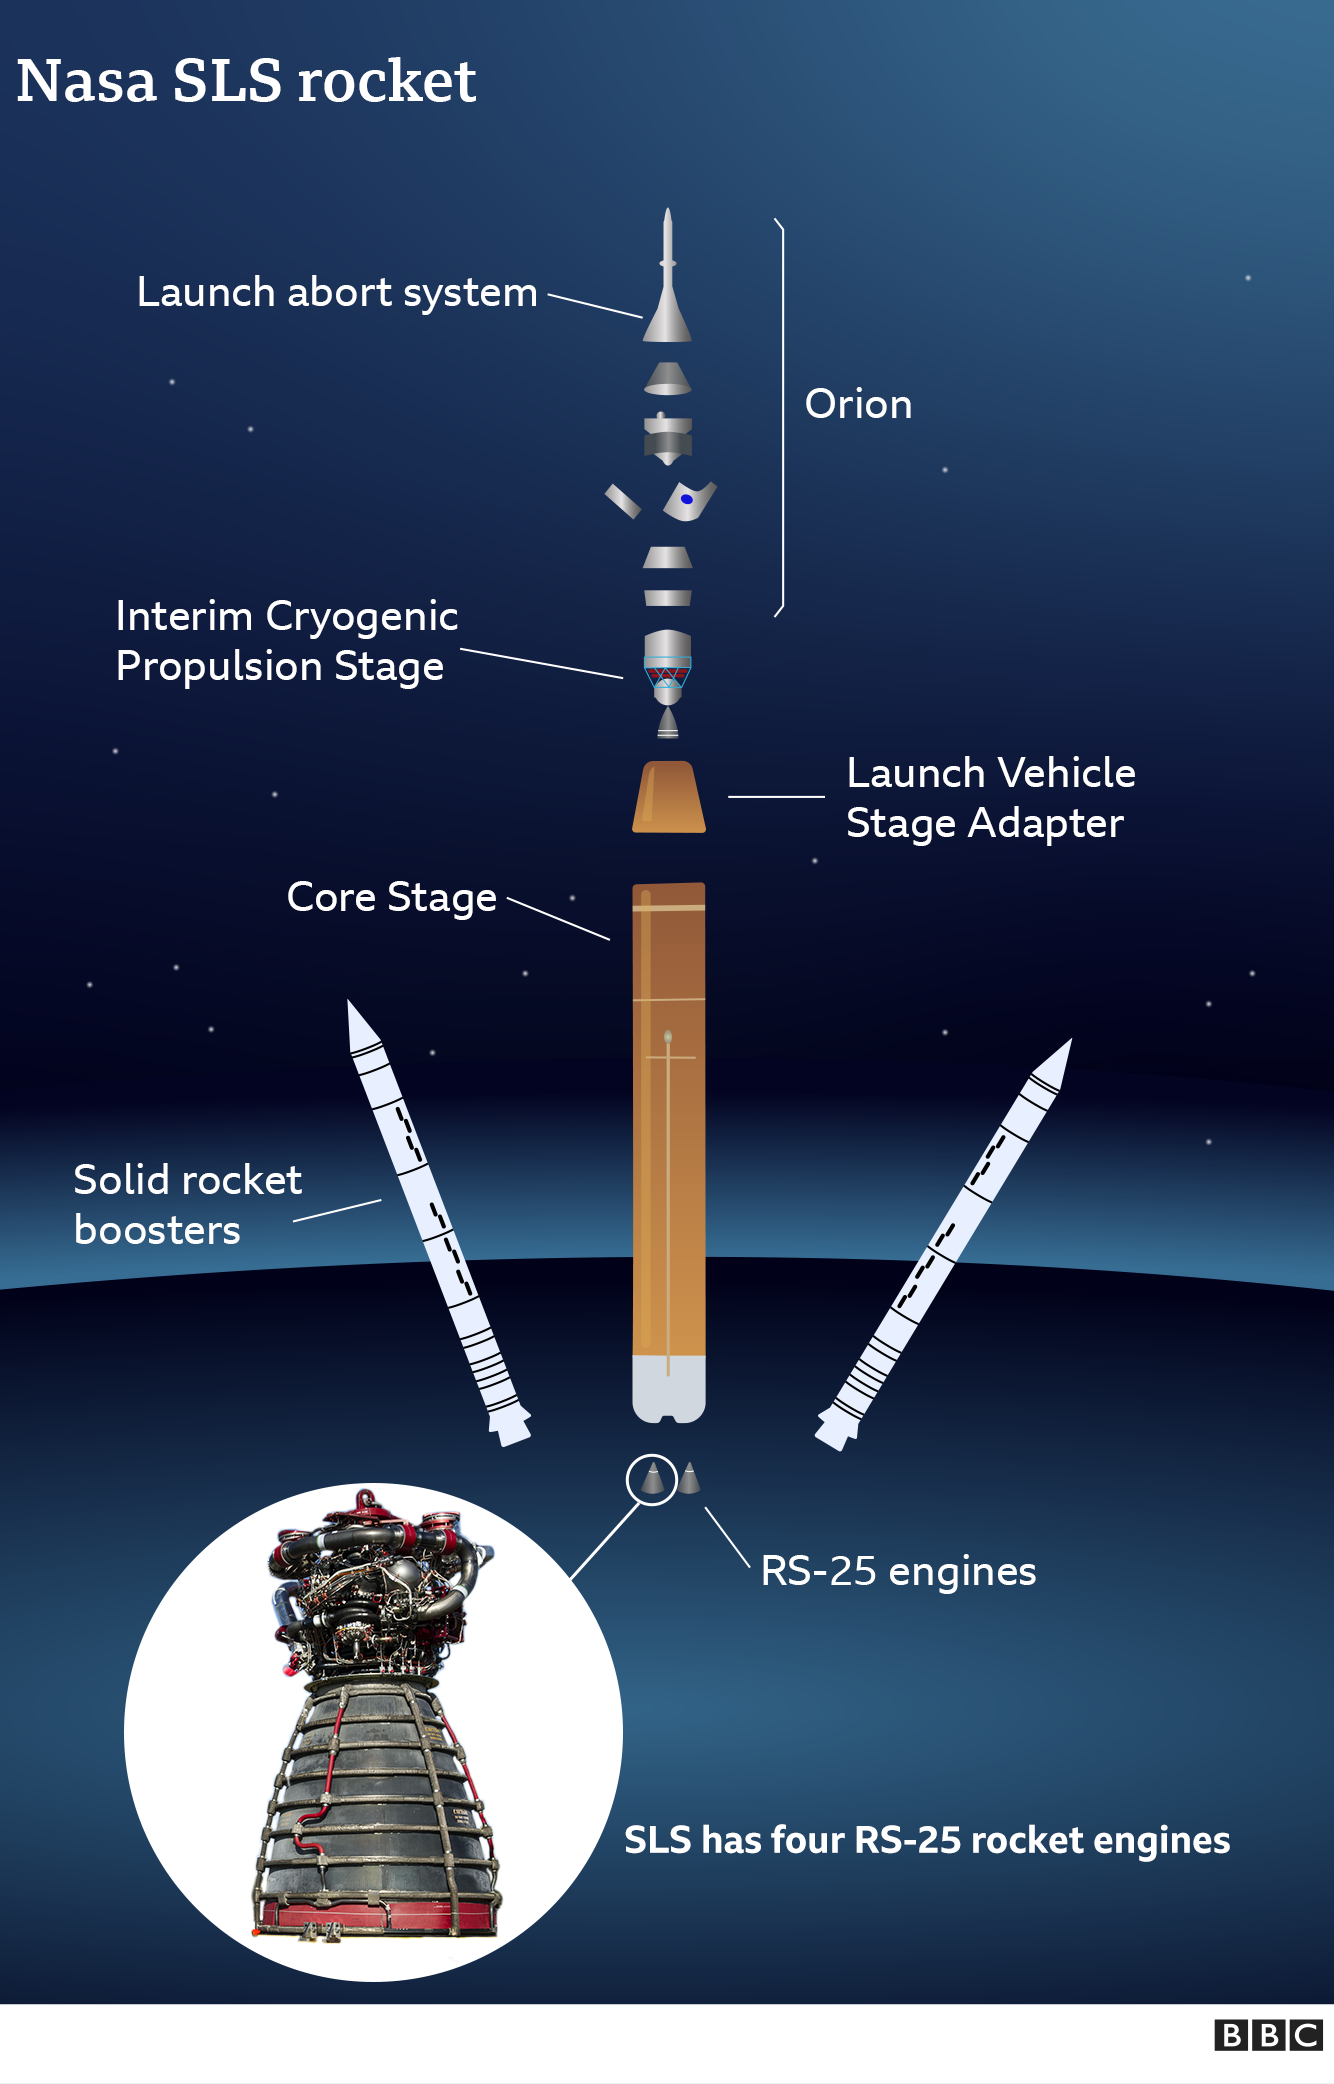 Nasa SLS rocket
Launch abort system
Orion
Interim Cryogenic
Propulsion Stage
Launch Vehicle
Stage Adapter
Core Stage
Solid rocket
boosters
RS-25 engines
SLS has four RS-25 rocket engines
BBC